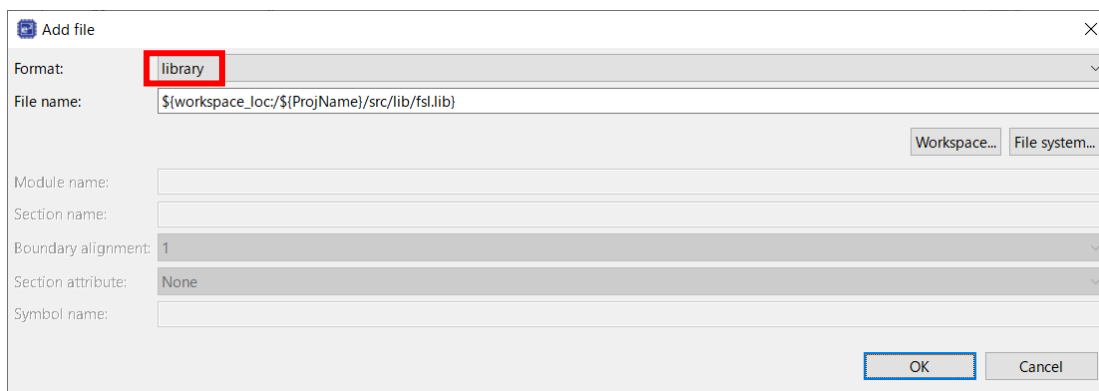 Add file
Format: library
File name: ${workspace_loc:/${ProjName}/src/lib/fsl.lib}
Workspace... File system...
Module name:
Section name:
Boundary alignment: 1
Section attribute: None
Symbol name:
OK Cancel